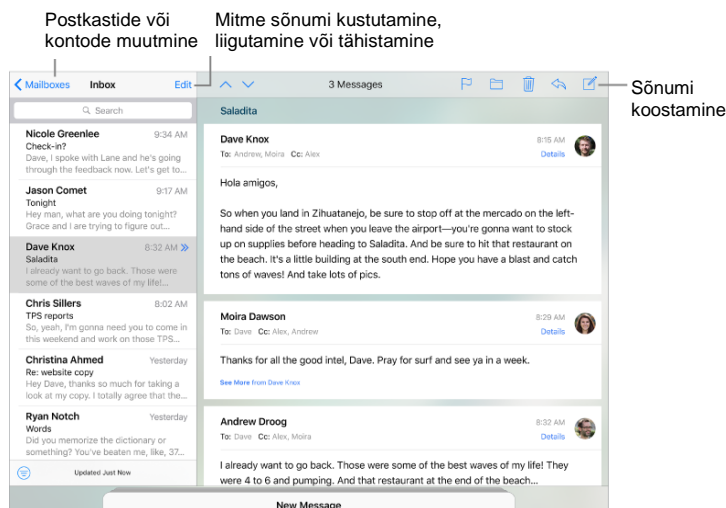 Postkastide või
kontode muutmine
Mitme sõnumi kustutamine,
liigutamine või tähistamine
Sõnumi
koostamine
Mailboxes Inbox Edit
Search
Nicole Greenlee 9:34 AM
Check-in?
Dave, I spoke with Lane and he's going
through the feedback now. Let's get to...
Jason Comet 9:17 AM
Tonight
Hey man, what are you doing tonight?
Grace and I are trying to figure out...
Dave Knox 8:32 AM
Saladita
I already want to go back. Those were
some of the best waves of my life!...
Chris Sillers 8:02 AM
TPS reports
So, yeah, I'm gonna need you to come in
this weekend and work on those TPS...
Christina Ahmed Yesterday
Re: website copy
Hey Dave, thanks so much for taking a
look at my copy. I totally agree that the...
Ryan Notch Yesterday
Words
Did you memorize the dictionary or
something? You've beaten me, like, 37...
Updated Just Now
3 Messages
Saladita
Dave Knox 8:15 AM
To: Andrew, Moira Cc: Alex Details
Hola amigos,
So when you land in Zihuatanejo, be sure to stop off at the mercado on the left-
hand side of the street when you leave the airport—you're gonna want to stock
up on supplies before heading to Saladita. And be sure to hit that restaurant on
the beach. It's a little building at the south end. Hope you have a blast and catch
tons of waves! And take lots of pics.
Moira Dawson 8:29 AM
To: Dave Cc: Alex, Andrew Details
Thanks for all the good intel, Dave. Pray for surf and see ya in a week.
See More from Dave Knox
Andrew Droog 8:32 AM
To: Dave Cc: Alex, Moira Details
I already want to go back. Those were some of the best waves of my life! They
were 4 to 6 and pumping. And that restaurant at the end of the beach...
New Message